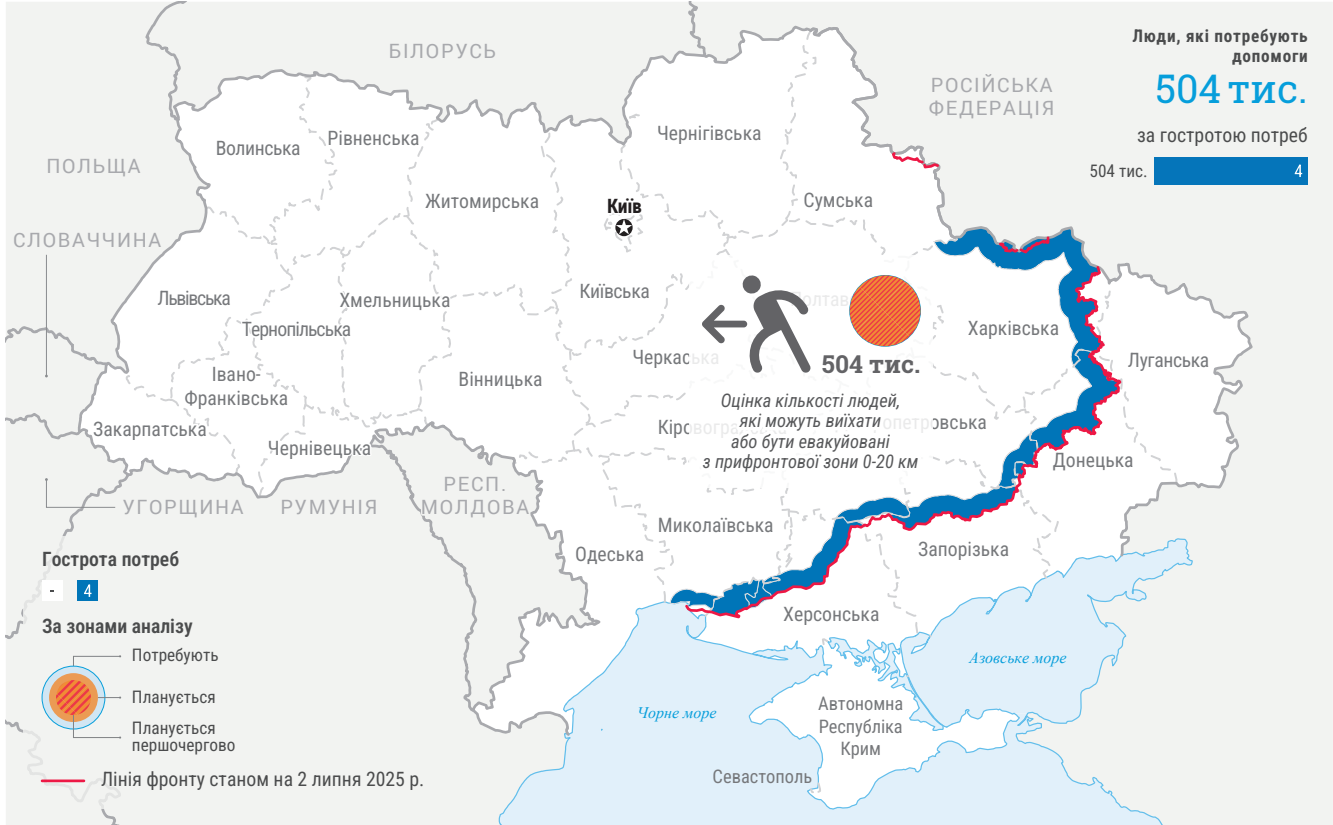 Люди, які потребують
допомоги
504 тис.
за гостротою потреб
504 тис.
4
БІЛОРУСЬ
РОСІЙСЬКА
ФЕДЕРАЦІЯ
ПОЛЬЩА
СЛОВАЧЧИНА
УГОРЩИНА
РУМУНІЯ
РЕСП.
МОЛДОВА
Волинська
Рівненська
Житомирська
Київ
Чернігівська
Сумська
Львівська
Тернопільська
Хмельницька
Київська
Полтав
Харківська
Луганська
Івано-
Франківська
Вінницька
Черкаська
Закарпатська
Чернівецька
504 тис.
Оцінка кількості людей,
які можуть виїхати
або бути евакуйовані
з прифронтової зони 0-20 км
Кіровогра
опетровська
Донецька
Миколаївська
Одеська
Запорізька
Херсонська
Азовське море
Чорне море
Автономна
Республіка
Крим
Севастополь
Гострота потреб
-
4
За зонами аналізу
Потребують
Планується
Планується
першочергово
Лінія фронту станом на 2 липня 2025 р.